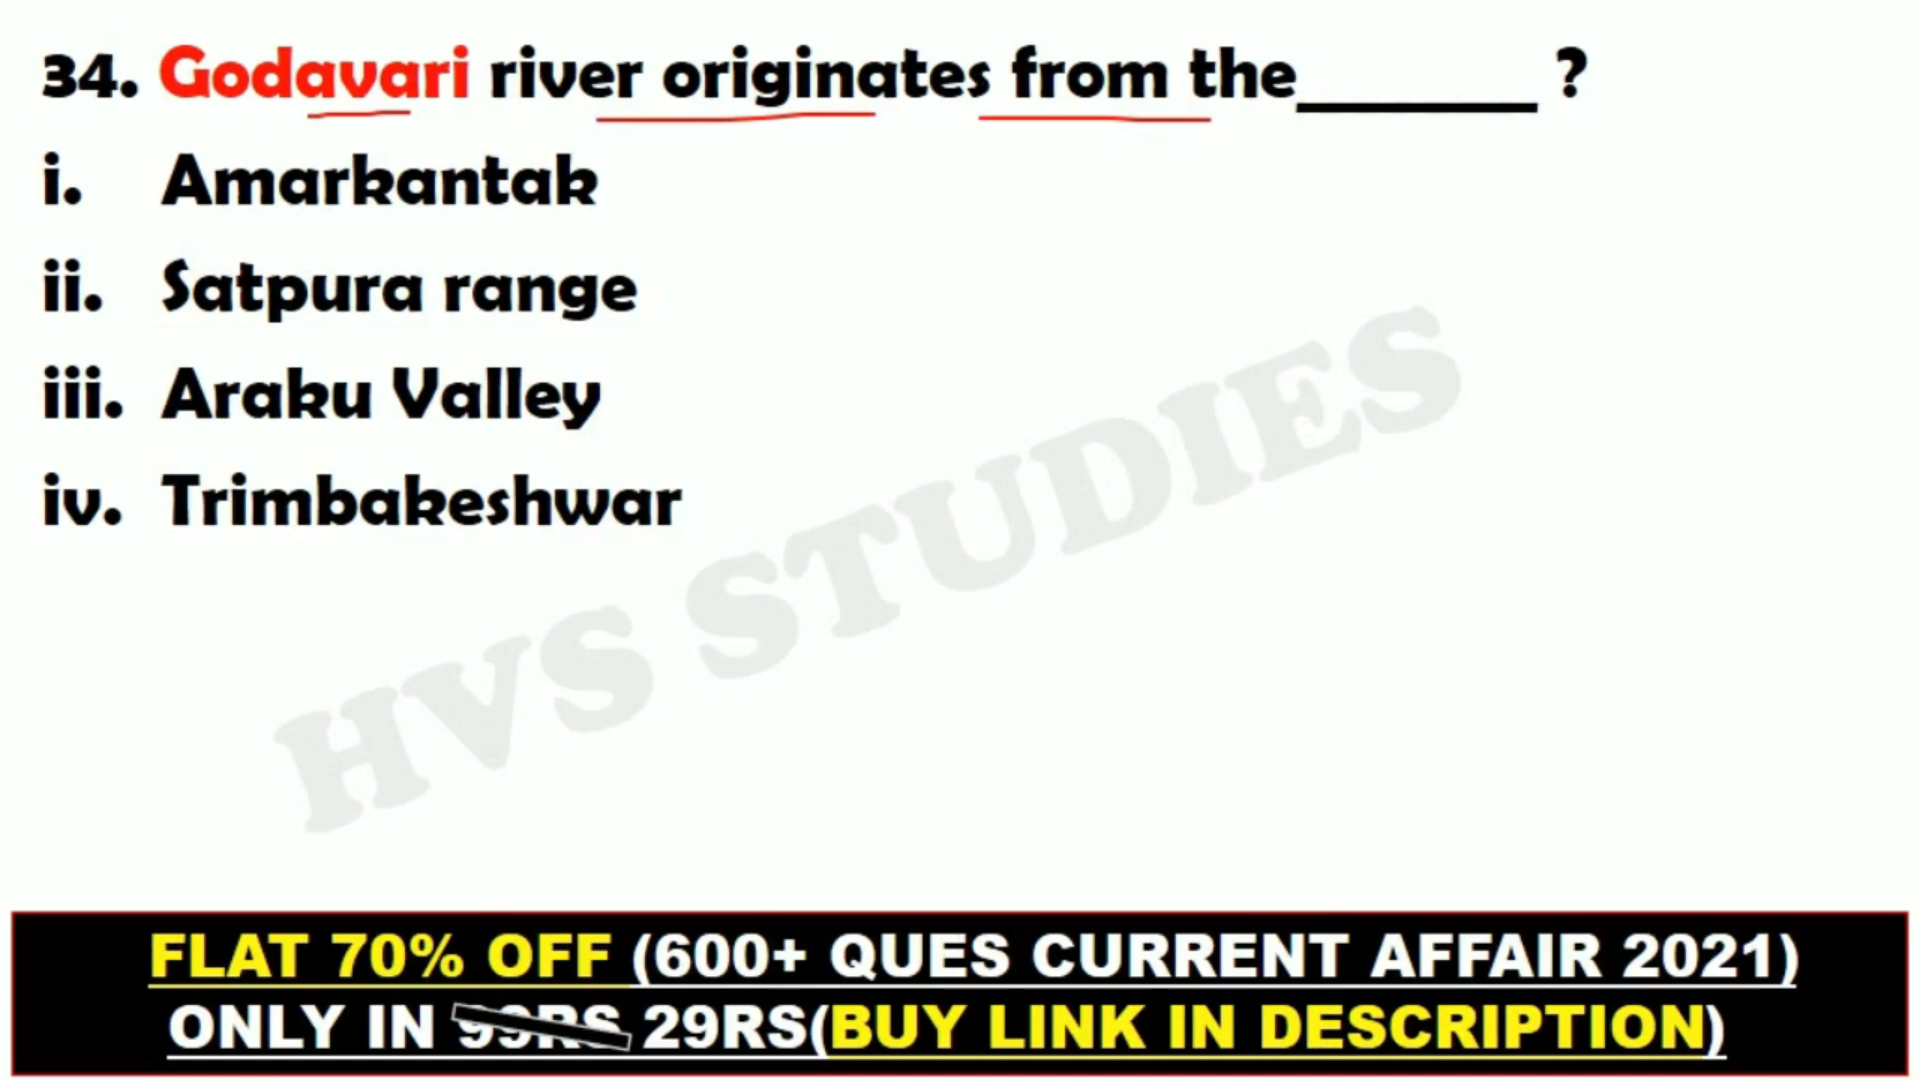 34. Godavari river originates from the_______ ?
i. Amarkantak
ii. Satpura range
iii. Araku Valley
iv. Trimbakeshwar
HVS STUDIES
FLAT 70% OFF (600+ QUES CURRENT AFFAIR 2021)
ONLY IN 99RS 29RS(BUY LINK IN DESCRIPTION)